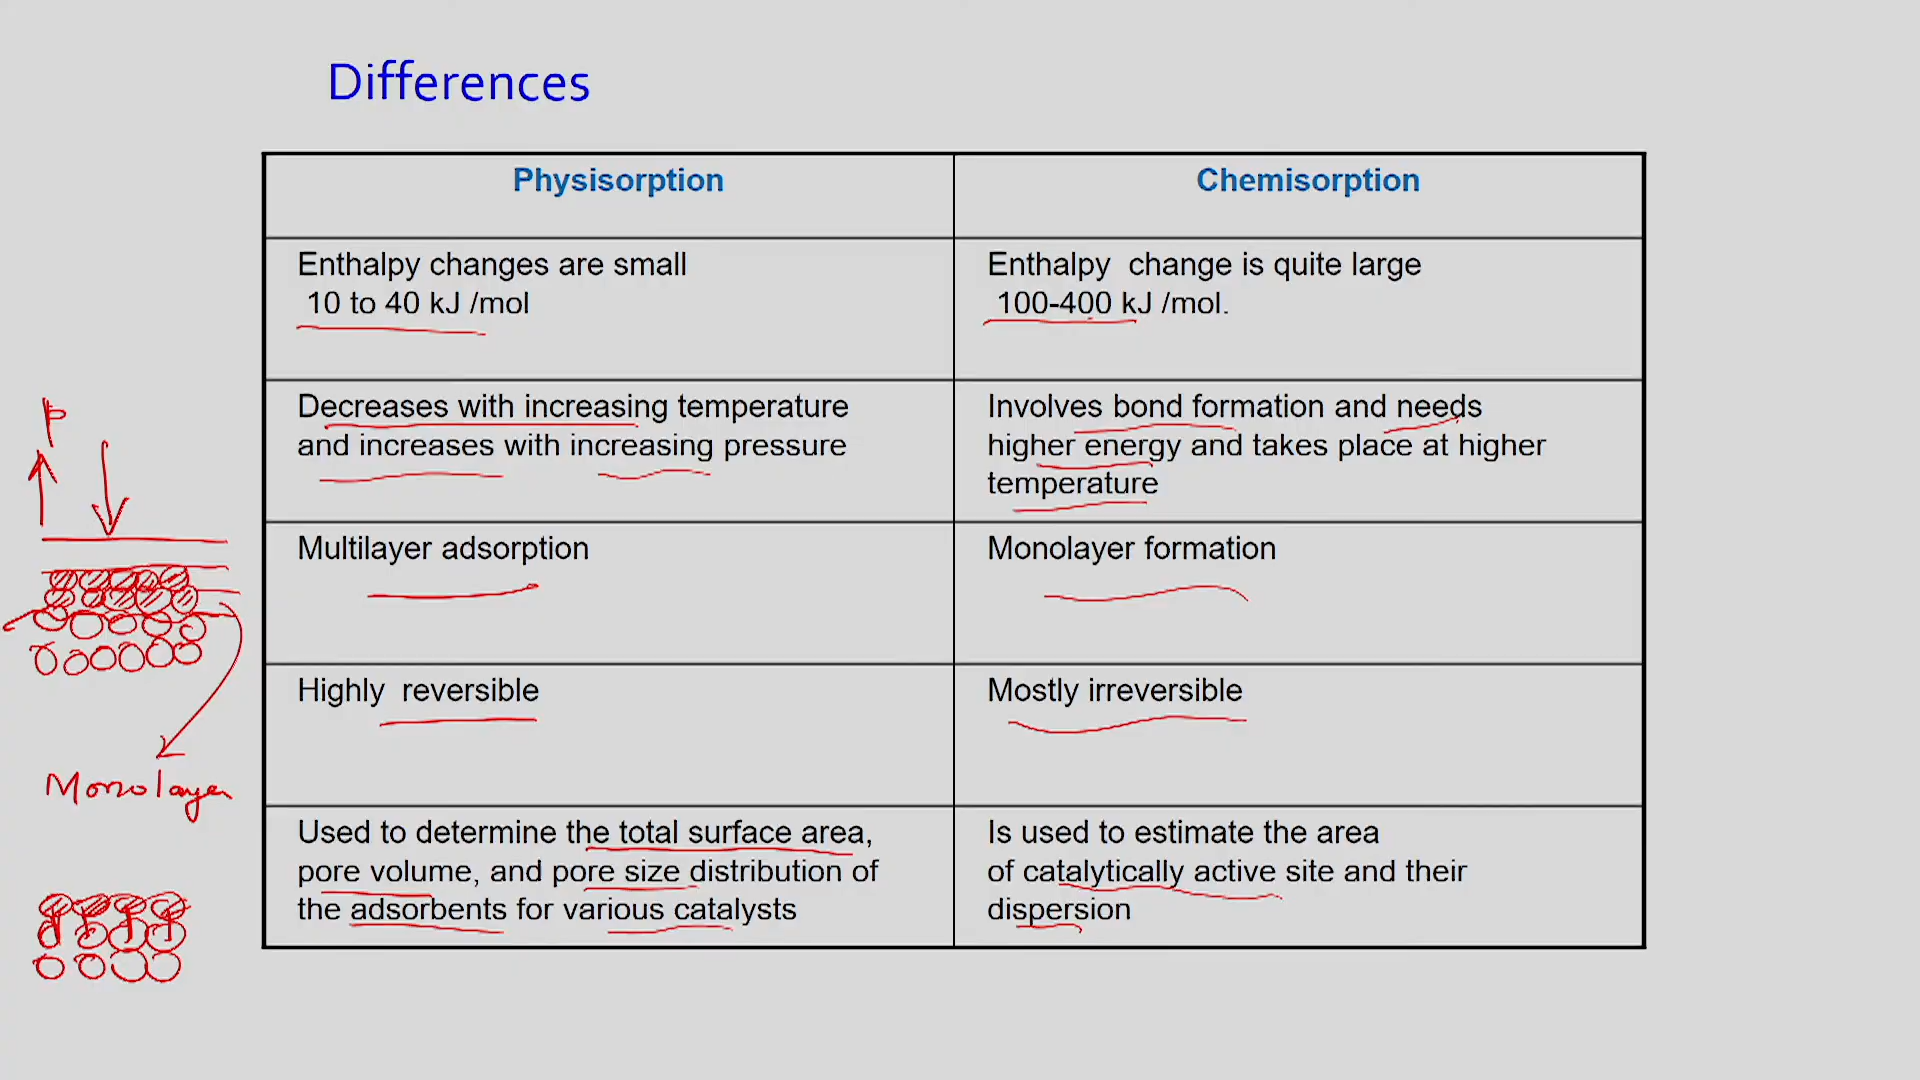 Differences
Physisorption
Chemisorption
Enthalpy changes are small
10 to 40 kJ /mol
Enthalpy change is quite large
100-400 kJ /mol.
Decreases with increasing temperature
and increases with increasing pressure
Involves bond formation and needs
higher energy and takes place at higher
temperature
Multilayer adsorption
Monolayer formation
Highly reversible
Mostly irreversible
Used to determine the total surface area,
pore volume, and pore size distribution of
the adsorbents for various catalysts
Is used to estimate the area
of catalytically active site and their
dispersion
P
Monolayer